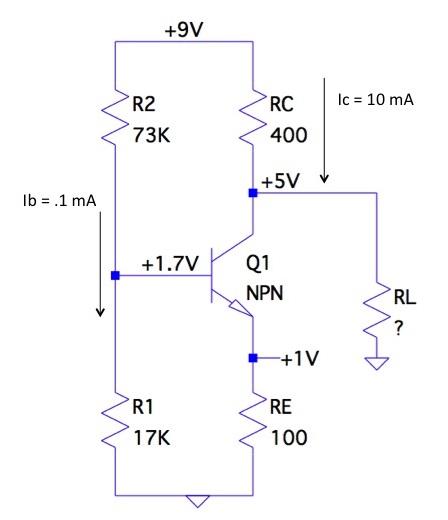 +9V
R2
73K
RC
400
Ic = 10 mA
+5V
Ib = .1 mA
+1.7V
Q1
NPN
RL
?
+1V
R1
17K
RE
100